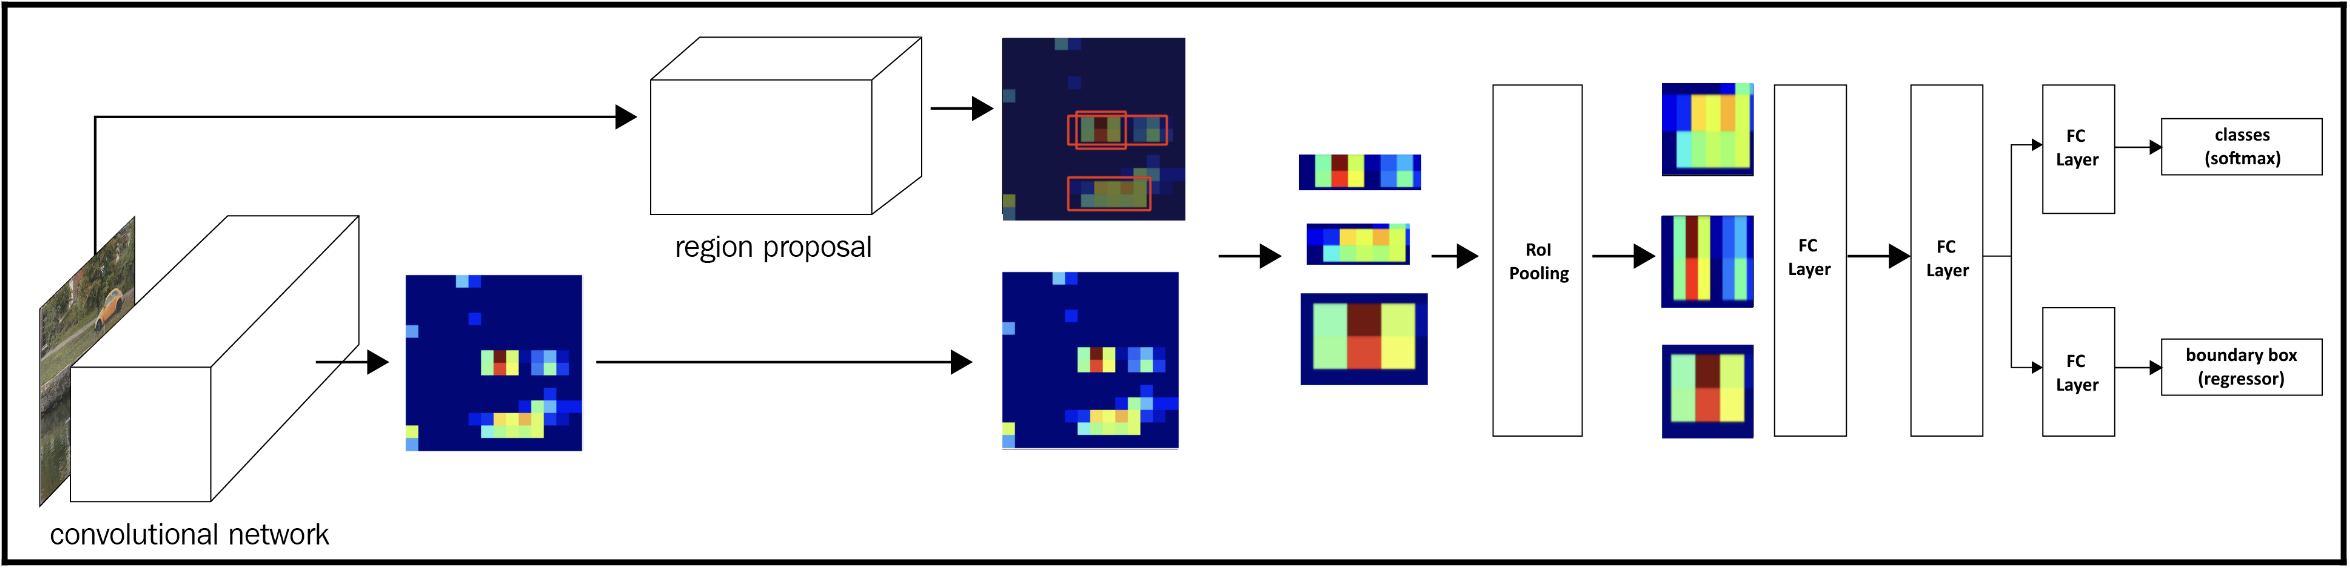 region proposal
convolutional network
RoI
Pooling
FC
Layer
FC
Layer
FC
Layer
classes
(softmax)
FC
Layer
boundary box
(regressor)